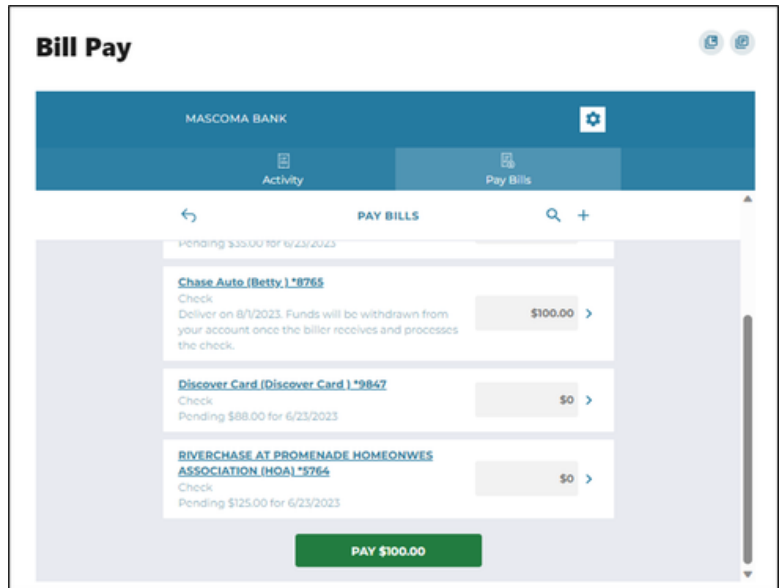 Bill Pay
MASCOMA BANK
Activity
Pay Bills
PAY BILLS
Pending $35.00 for 6/23/2023
Chase Auto (Betty ) *8765
Check
Deliver on 8/1/2023. Funds will be withdrawn from
your account once the biller receives and processes
the check.
$100.00
Discover Card (Discover Card ) *9847
Check
Pending $88.00 for 6/23/2023
$0
RIVERCHASE AT PROMENADE HOMEONWES
ASSOCIATION (HOA) *5764
Check
Pending $125.00 for 6/23/2023
$0
PAY $100.00